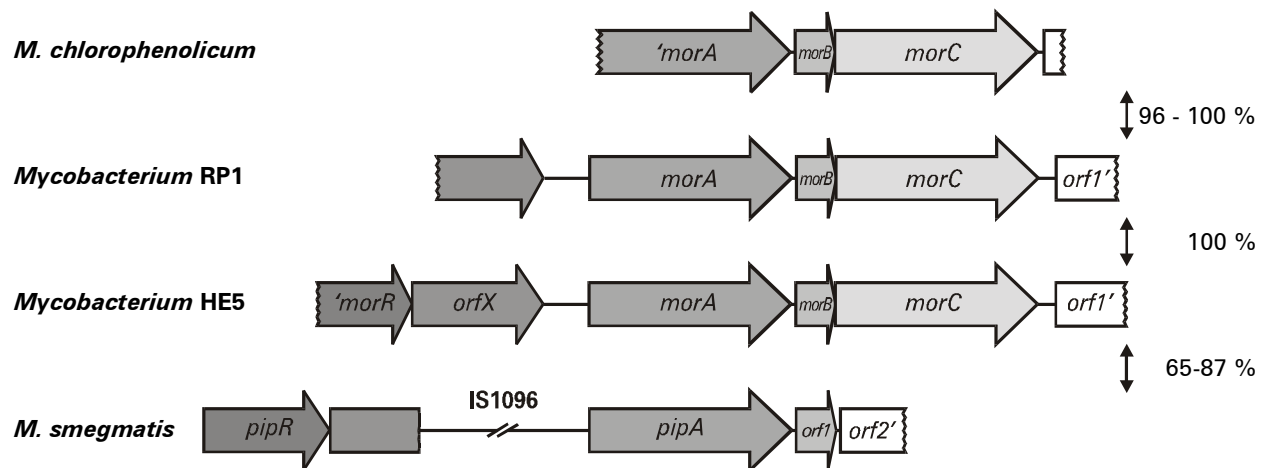 M. chlorophenolicum 'morA morB morC
96 - 100 %
Mycobacterium RP1 morA morB morC orf1'
100 %
Mycobacterium HE5 'morR orfX morA morB morC orf1'
65-87 %
IS1096
M. smegmatis pipR pipA orf1 orf2'